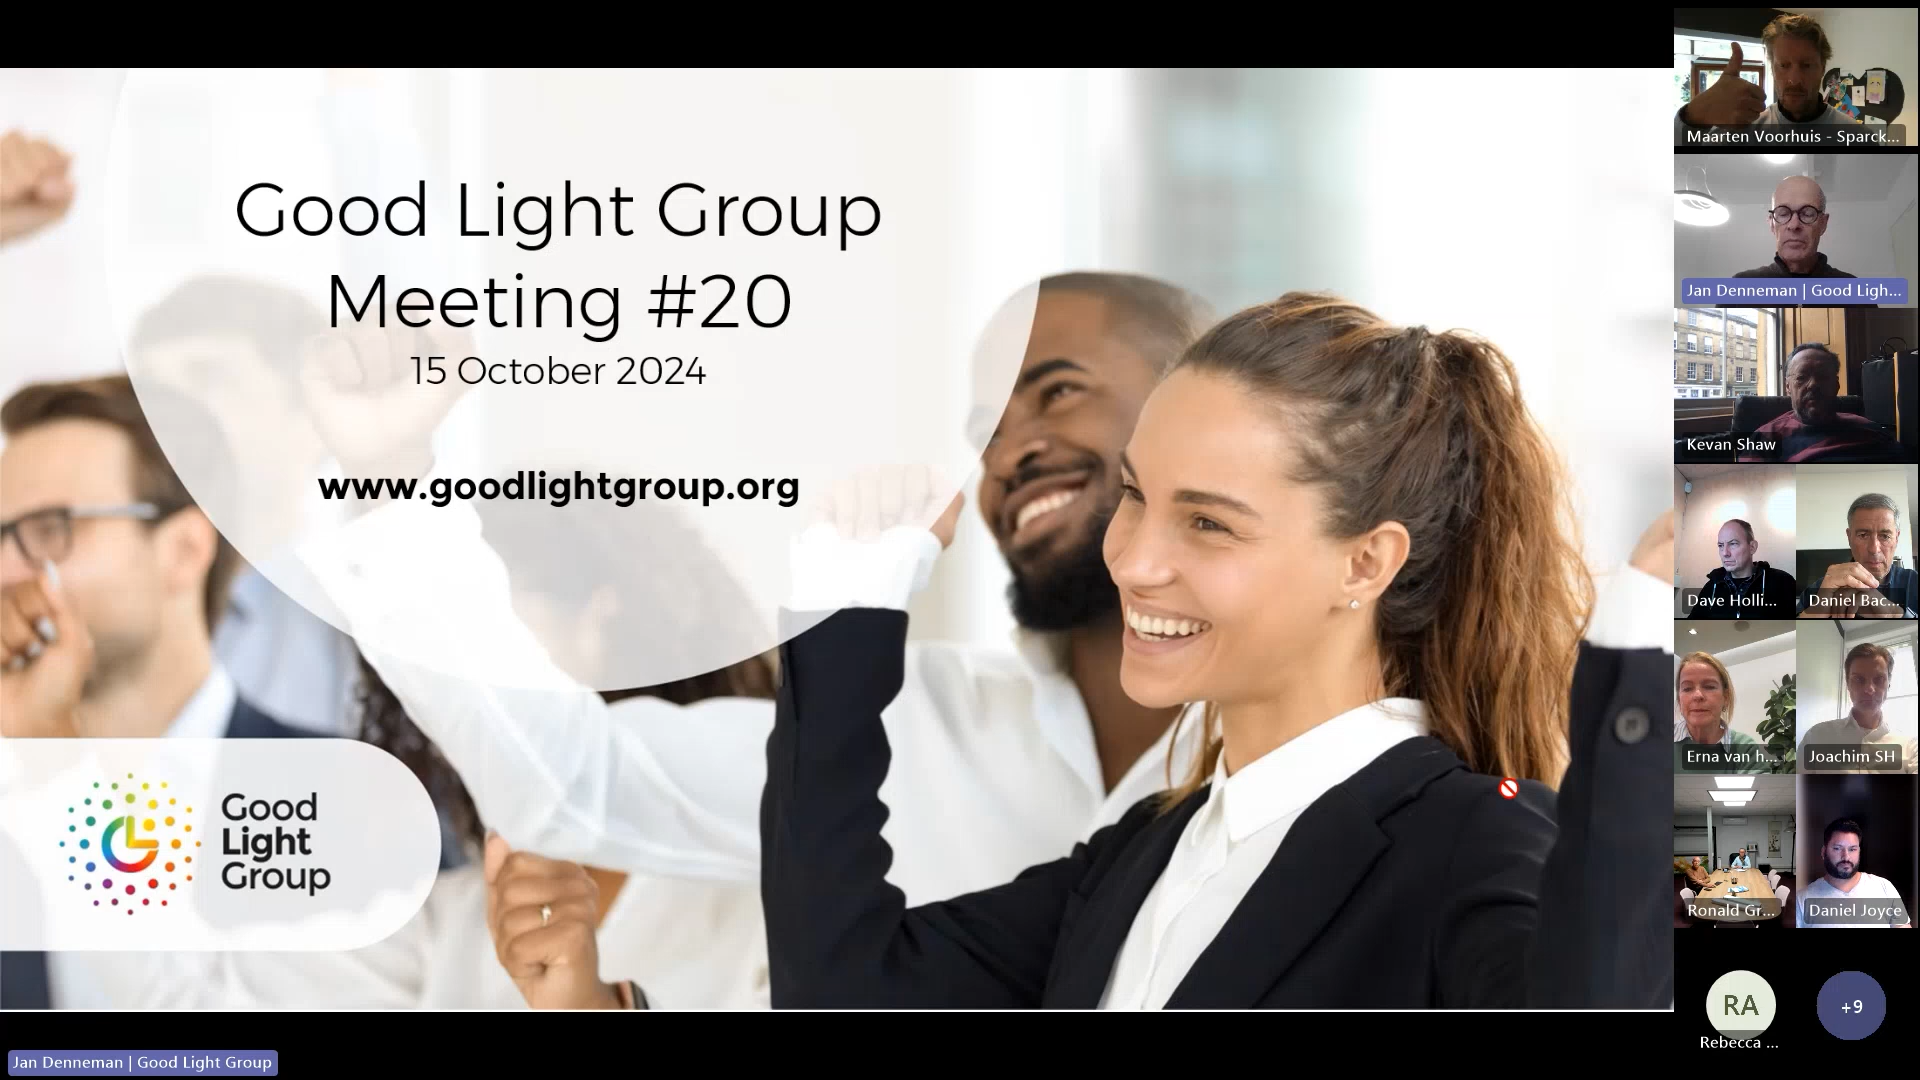 Good Light Group
Meeting #20
15 October 2024
www.goodlightgroup.org
Good
Light
Group
Jan Denneman | Good Light Group
Maarten Voorhuis - Sparck...
Jan Denneman | Good Ligh...
Kevan Shaw
Dave Holli...
Daniel Bac...
Erna van h...
Joachim SH
Ronald Gr...
Daniel Joyce
RA
Rebecca ...
+9